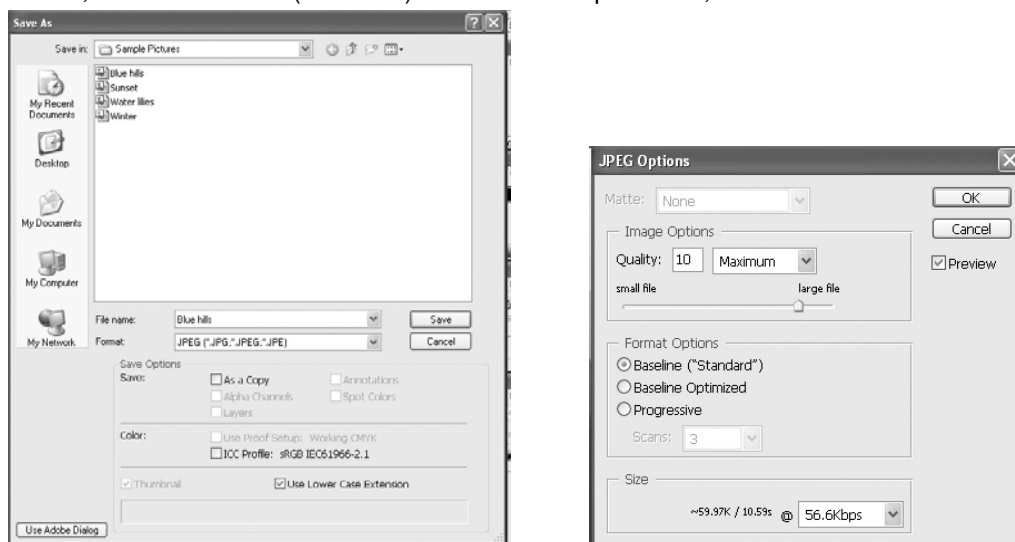 Save As
Save in: Sample Pictures
Blue hills
Sunset
Water lilies
Winter
My Recent
Documents
Desktop
My Documents
My Computer
My Network
File name: Blue hills Save
Format: JPEG (*.JPG;*.JPEG;*.JPE) Cancel
Save Options
Save: As a Copy Annotations
Alpha Channels Spot Colors
Layers
Color: Use Proof Setup: Working CMYK
ICC Profile: sRGB IEC61966-2.1
Thumbnail Use Lower Case Extension
Use Adobe Dialog
JPEG Options
Matte: None OK
Image Options Cancel
Quality: 10 Maximum Preview
small file large file
Format Options
Baseline ("Standard")
Baseline Optimized
Progressive
Scans: 3
Size
~59.97K / 10.59s @ 56.6Kbps